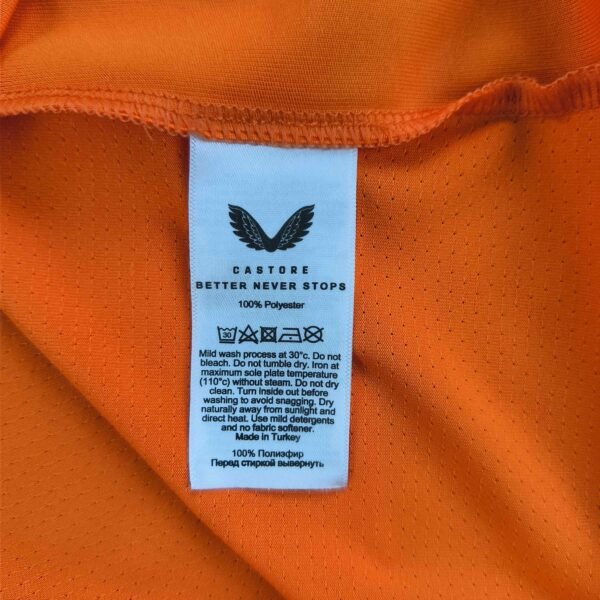 CASTORE
BETTER NEVER STOPS
100% Polyester
30
Mild wash process at 30°c. Do not
bleach. Do not tumble dry. Iron at
maximum sole plate temperature
(110°c) without steam. Do not dry
clean. Turn inside out before
washing to avoid snagging. Dry
naturally away from sunlight and
direct heat. Use mild detergents
and no fabric softener.
Made in Turkey
100% Полиэфир
Перед стиркой вывернуть